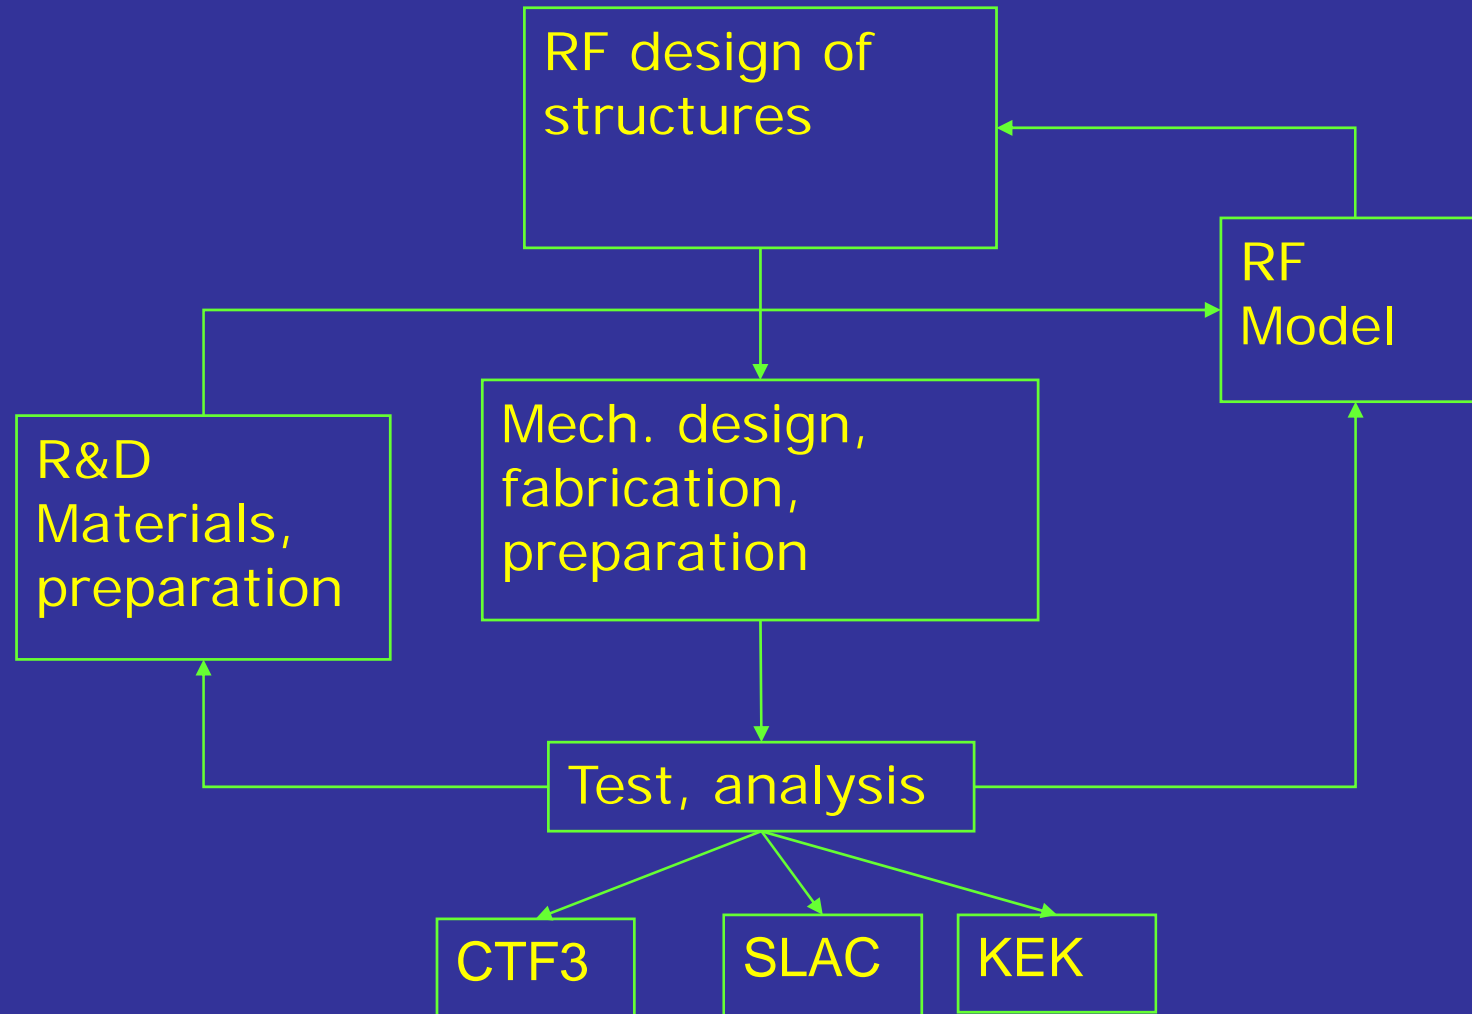 RF design of
structures
RF
Model
Mech. design,
fabrication,
preparation
R&D
Materials,
preparation
Test, analysis
CTF3
SLAC
KEK